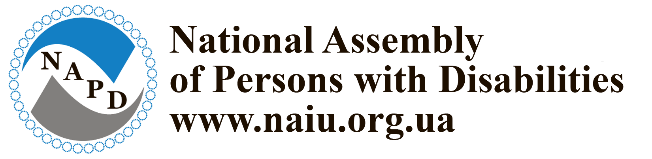 NAPD
National Assembly
of Persons with Disabilities
www.naiu.org.ua